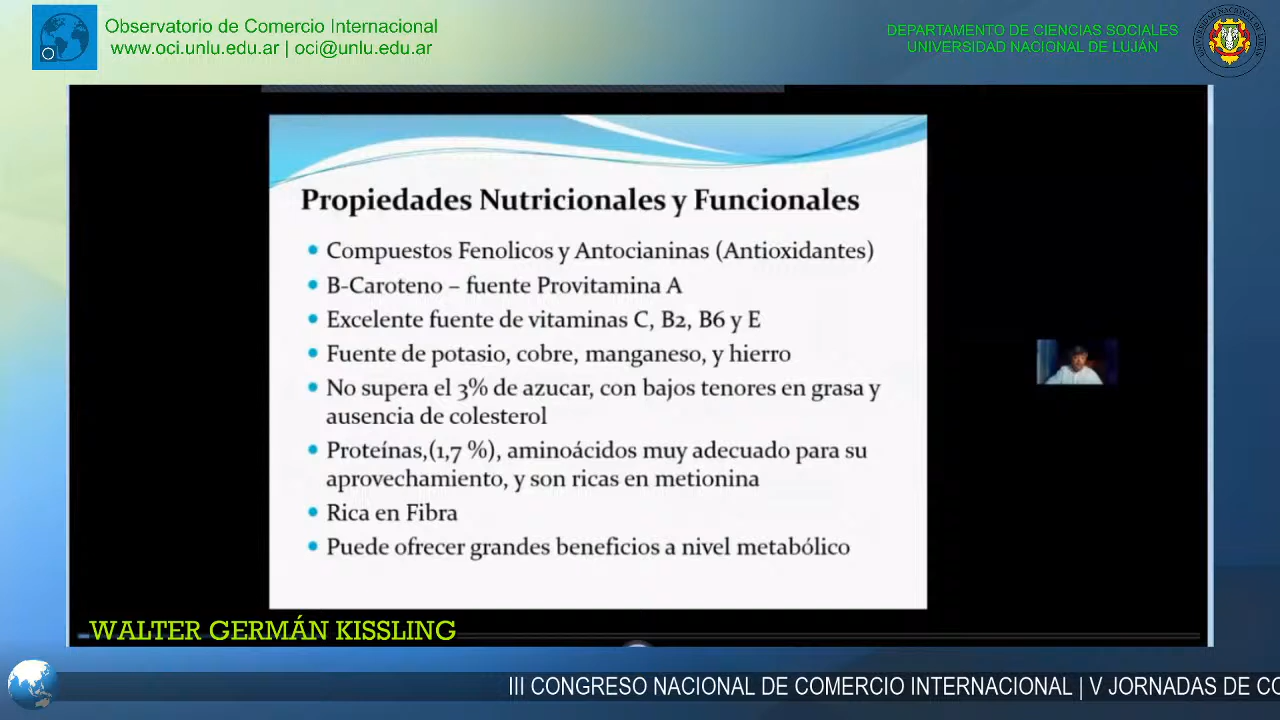 Observatorio de Comercio Internacional
www.oci.unlu.edu.ar | oci@unlu.edu.ar
DEPARTAMENTO DE CIENCIAS SOCIALES
UNIVERSIDAD NACIONAL DE LUJÁN
Propiedades Nutricionales y Funcionales
Compuestos Fenolicos y Antocianinas (Antioxidantes)
B-Caroteno – fuente Provitamina A
Excelente fuente de vitaminas C, B2, B6 y E
Fuente de potasio, cobre, manganeso, y hierro
No supera el 3% de azucar, con bajos tenores en grasa y
ausencia de colesterol
Proteínas,(1,7 %), aminoácidos muy adecuado para su
aprovechamiento, y son ricas en metionina
Rica en Fibra
Puede ofrecer grandes beneficios a nivel metabólico
WALTER GERMÁN KISSLING
III CONGRESO NACIONAL DE COMERCIO INTERNACIONAL | V JORNADAS DE CO